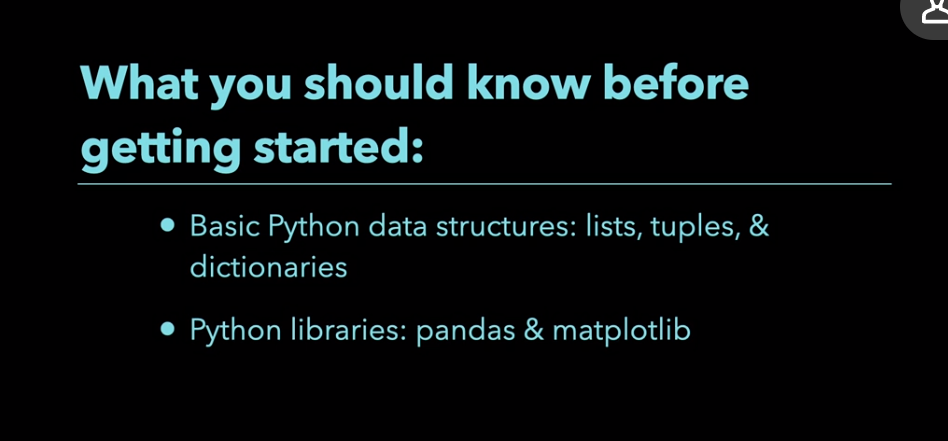 What you should know before
getting started:
• Basic Python data structures: lists, tuples, &
dictionaries
• Python libraries: pandas & matplotlib